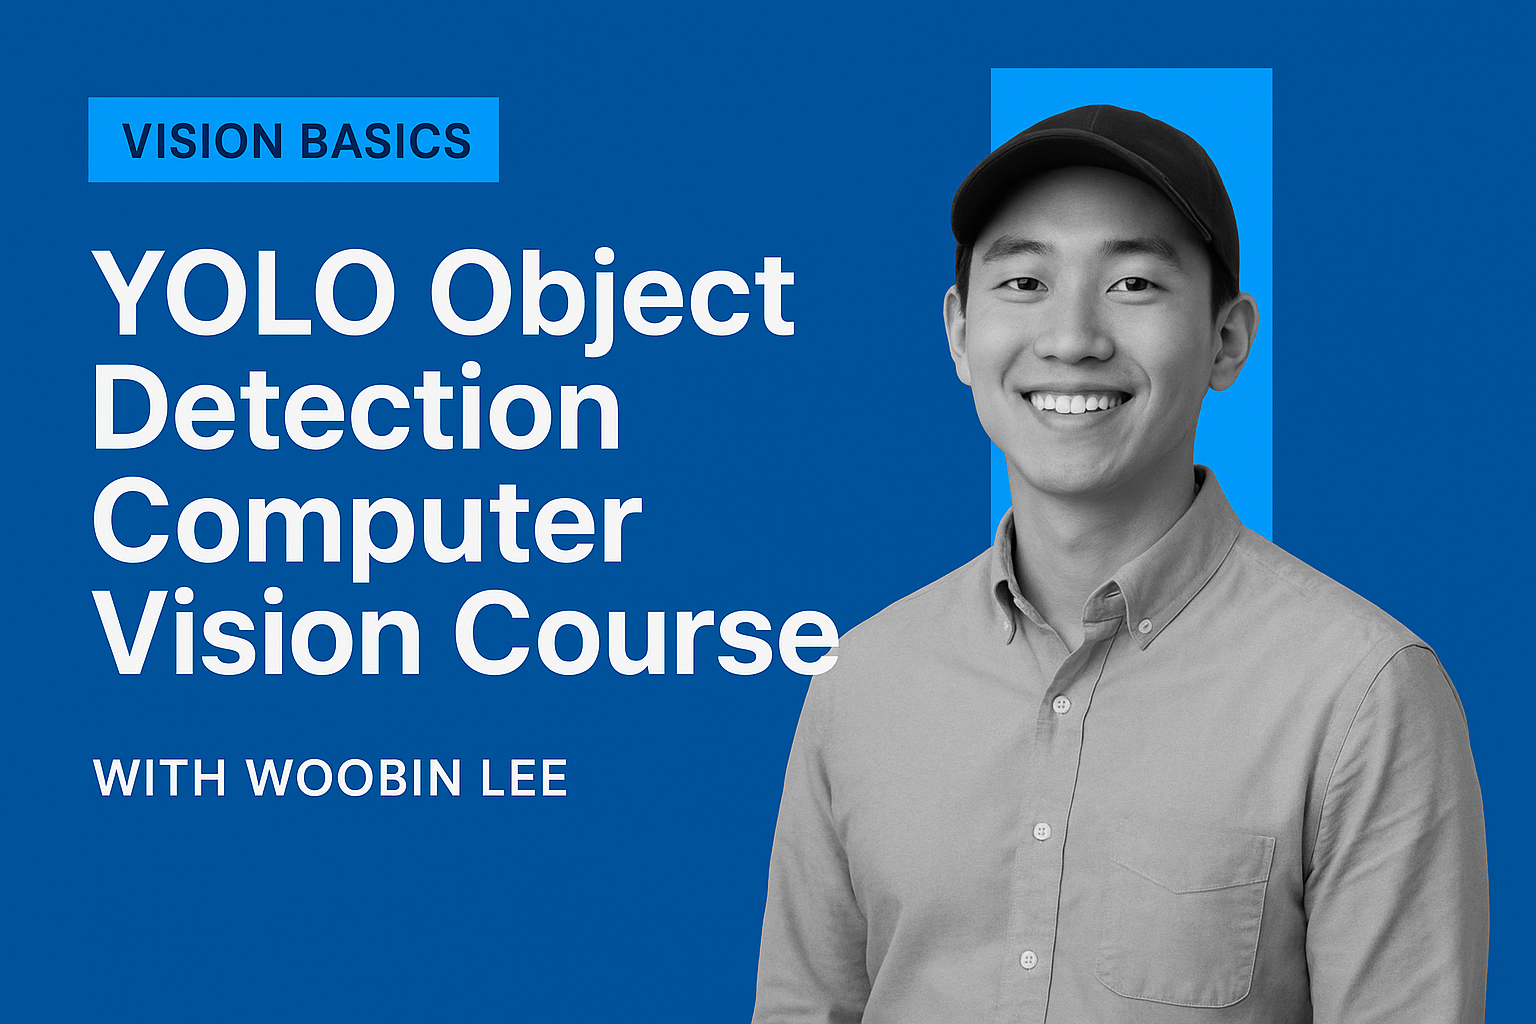 VISION BASICS
YOLO Object
Detection
Computer
Vision Course
WITH WOOBIN LEE